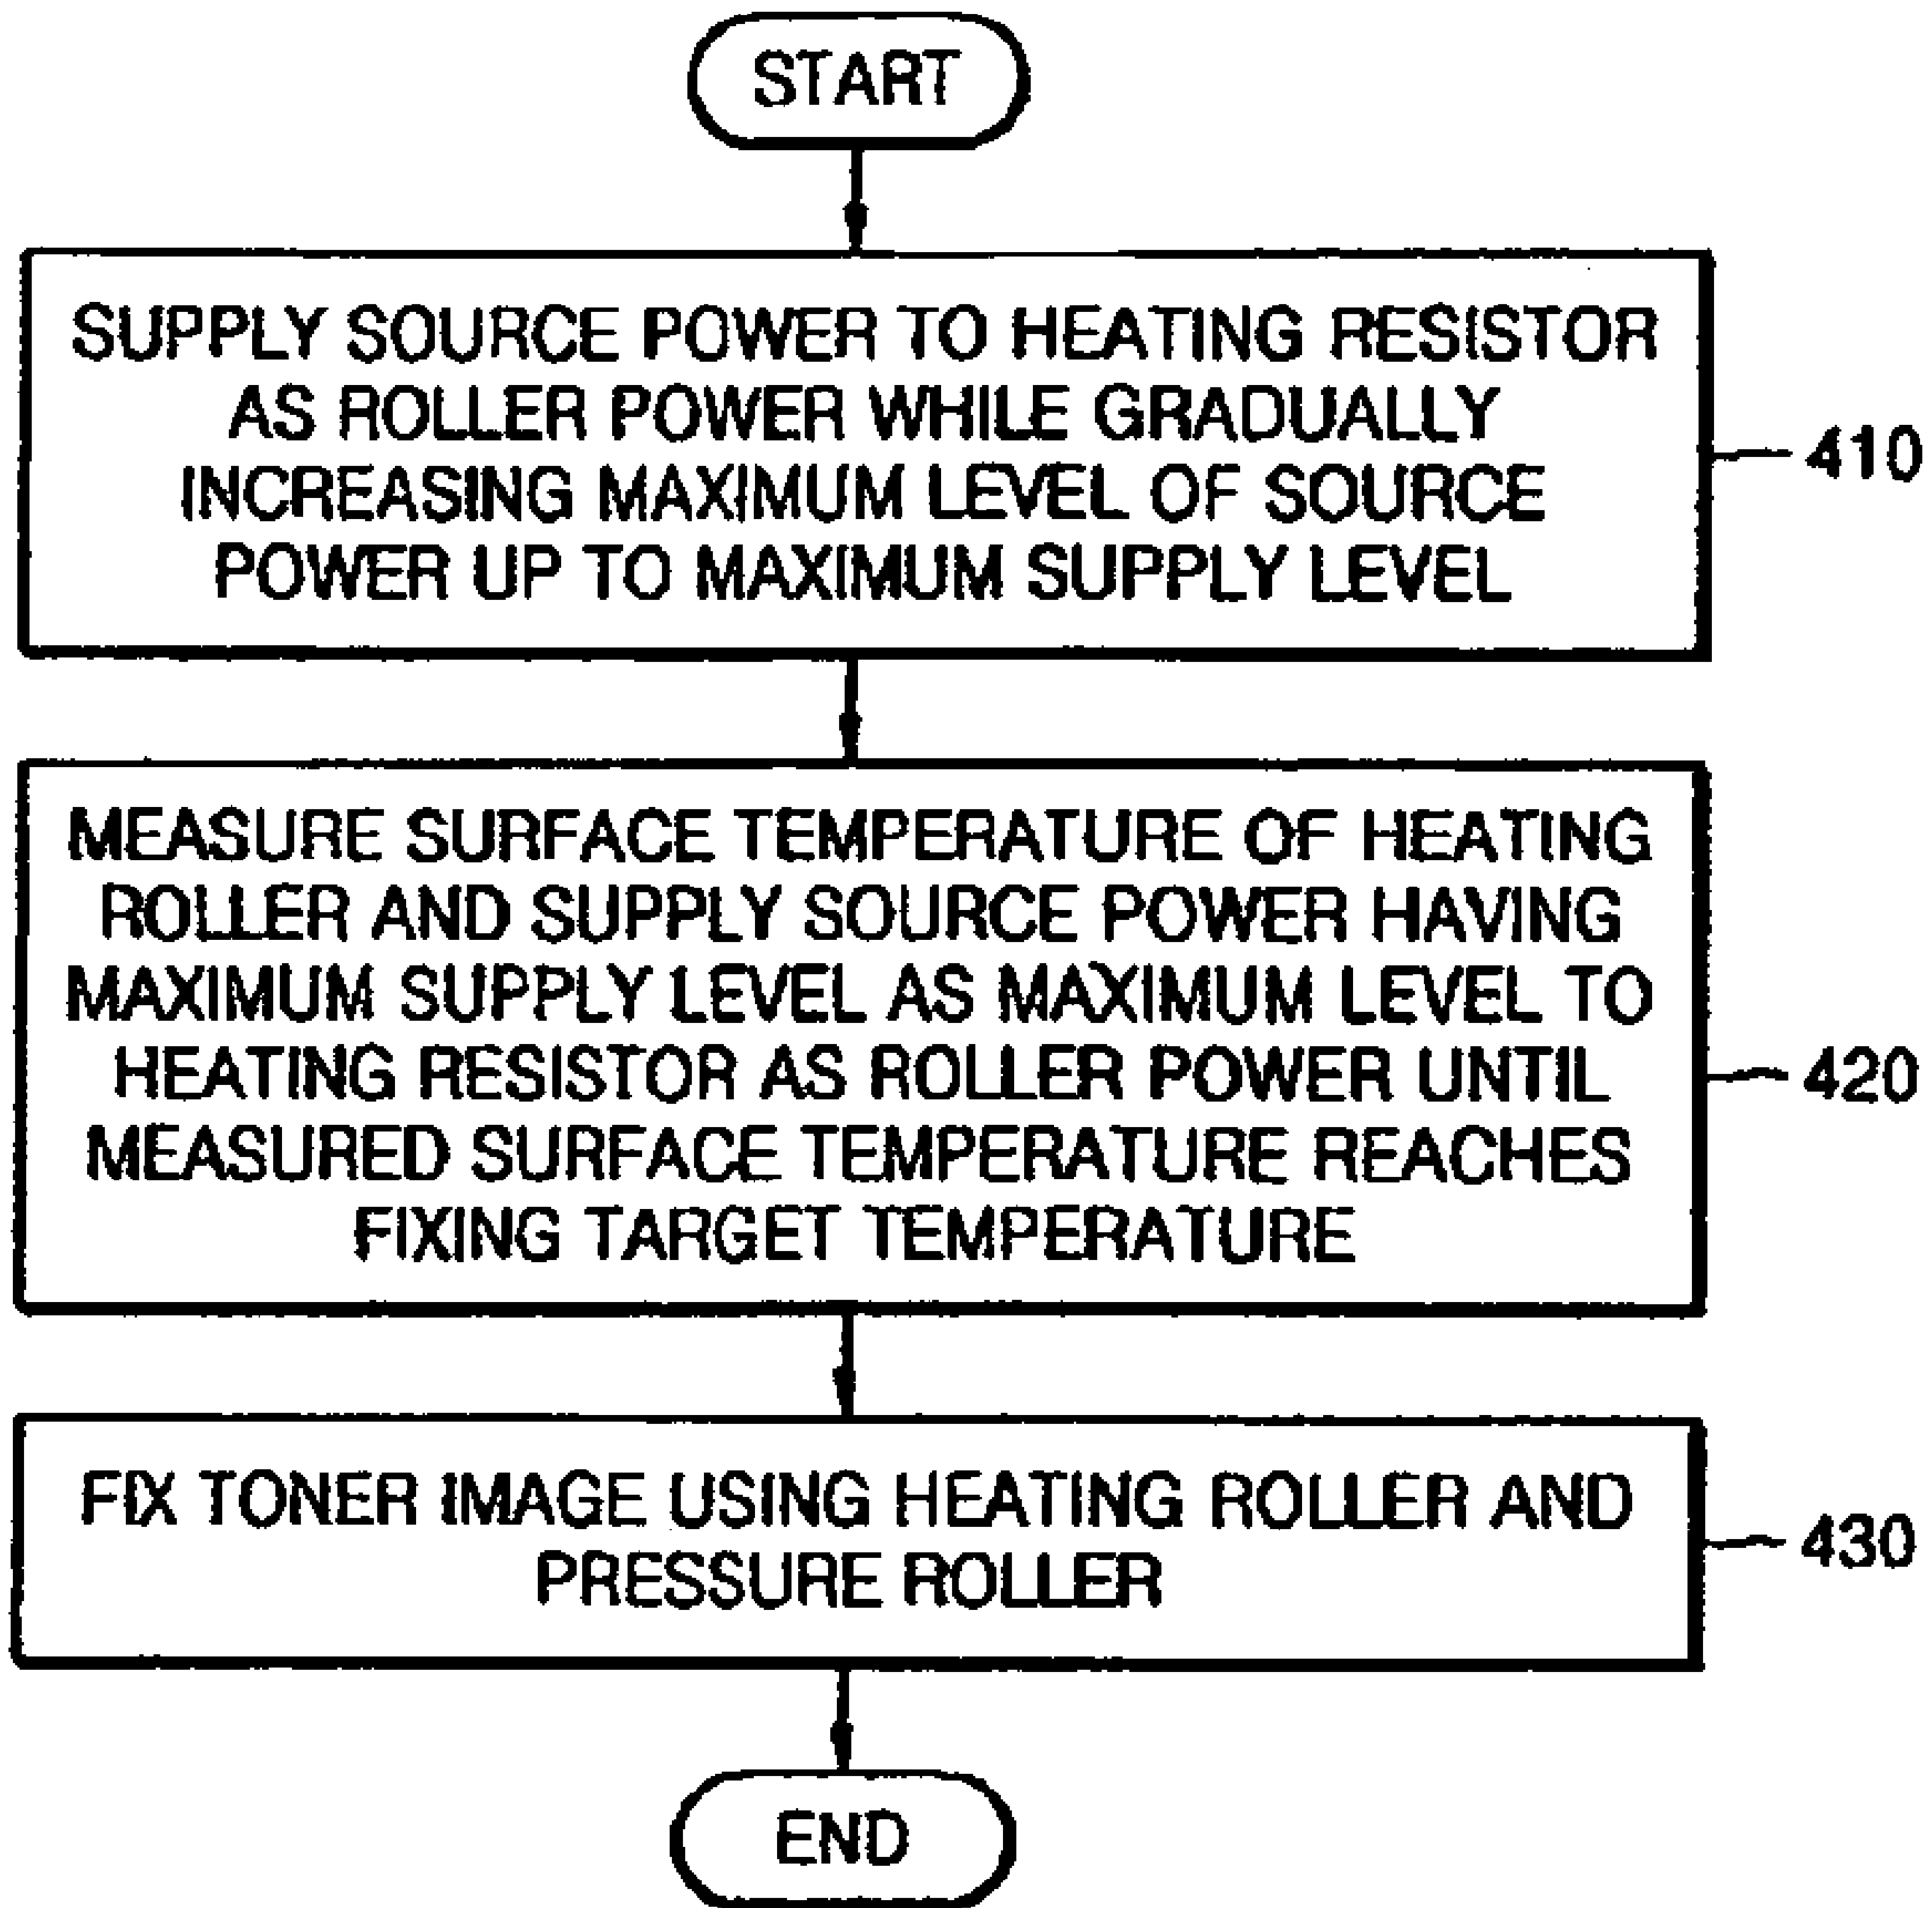 START
SUPPLY SOURCE POWER TO HEATING RESISTOR
AS ROLLER POWER WHILE GRADUALLY
INCREASING MAXIMUM LEVEL OF SOURCE
POWER UP TO MAXIMUM SUPPLY LEVEL
410
MEASURE SURFACE TEMPERATURE OF HEATING
ROLLER AND SUPPLY SOURCE POWER HAVING
MAXIMUM SUPPLY LEVEL AS MAXIMUM LEVEL TO
HEATING RESISTOR AS ROLLER POWER UNTIL
MEASURED SURFACE TEMPERATURE REACHES
FIXING TARGET TEMPERATURE
420
FIX TONER IMAGE USING HEATING ROLLER AND
PRESSURE ROLLER
430
END